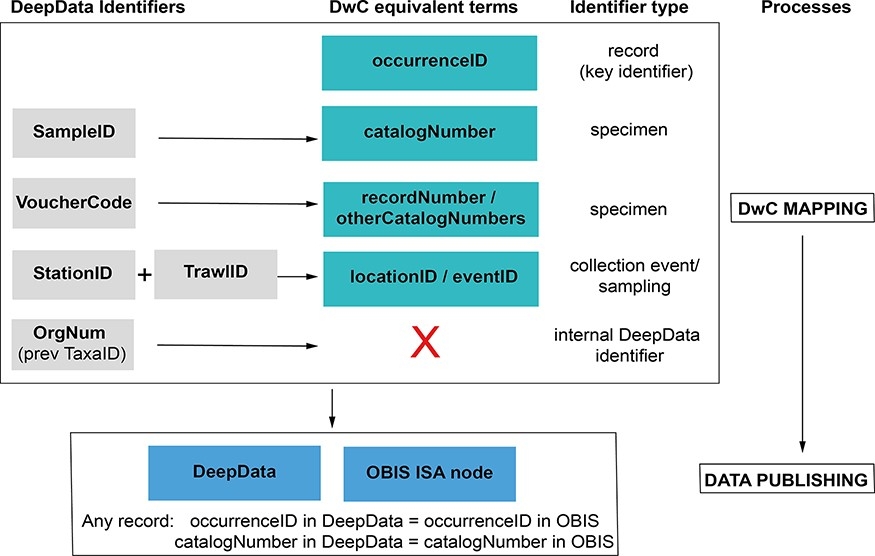 DeepData Identifiers
DwC equivalent terms
Identifier type
Processes
occurrenceID
record
(key identifier)
SampleID
catalogNumber
specimen
VoucherCode
recordNumber /
otherCatalogNumbers
specimen
DwC MAPPING
StationID
+
TrawlID
locationID / eventID
collection event/
sampling
OrgNum
(prev TaxaID)
X
internal DeepData
identifier
DeepData
OBIS ISA node
DATA PUBLISHING
Any record: occurrenceID in DeepData = occurrenceID in OBIS
catalogNumber in DeepData = catalogNumber in OBIS